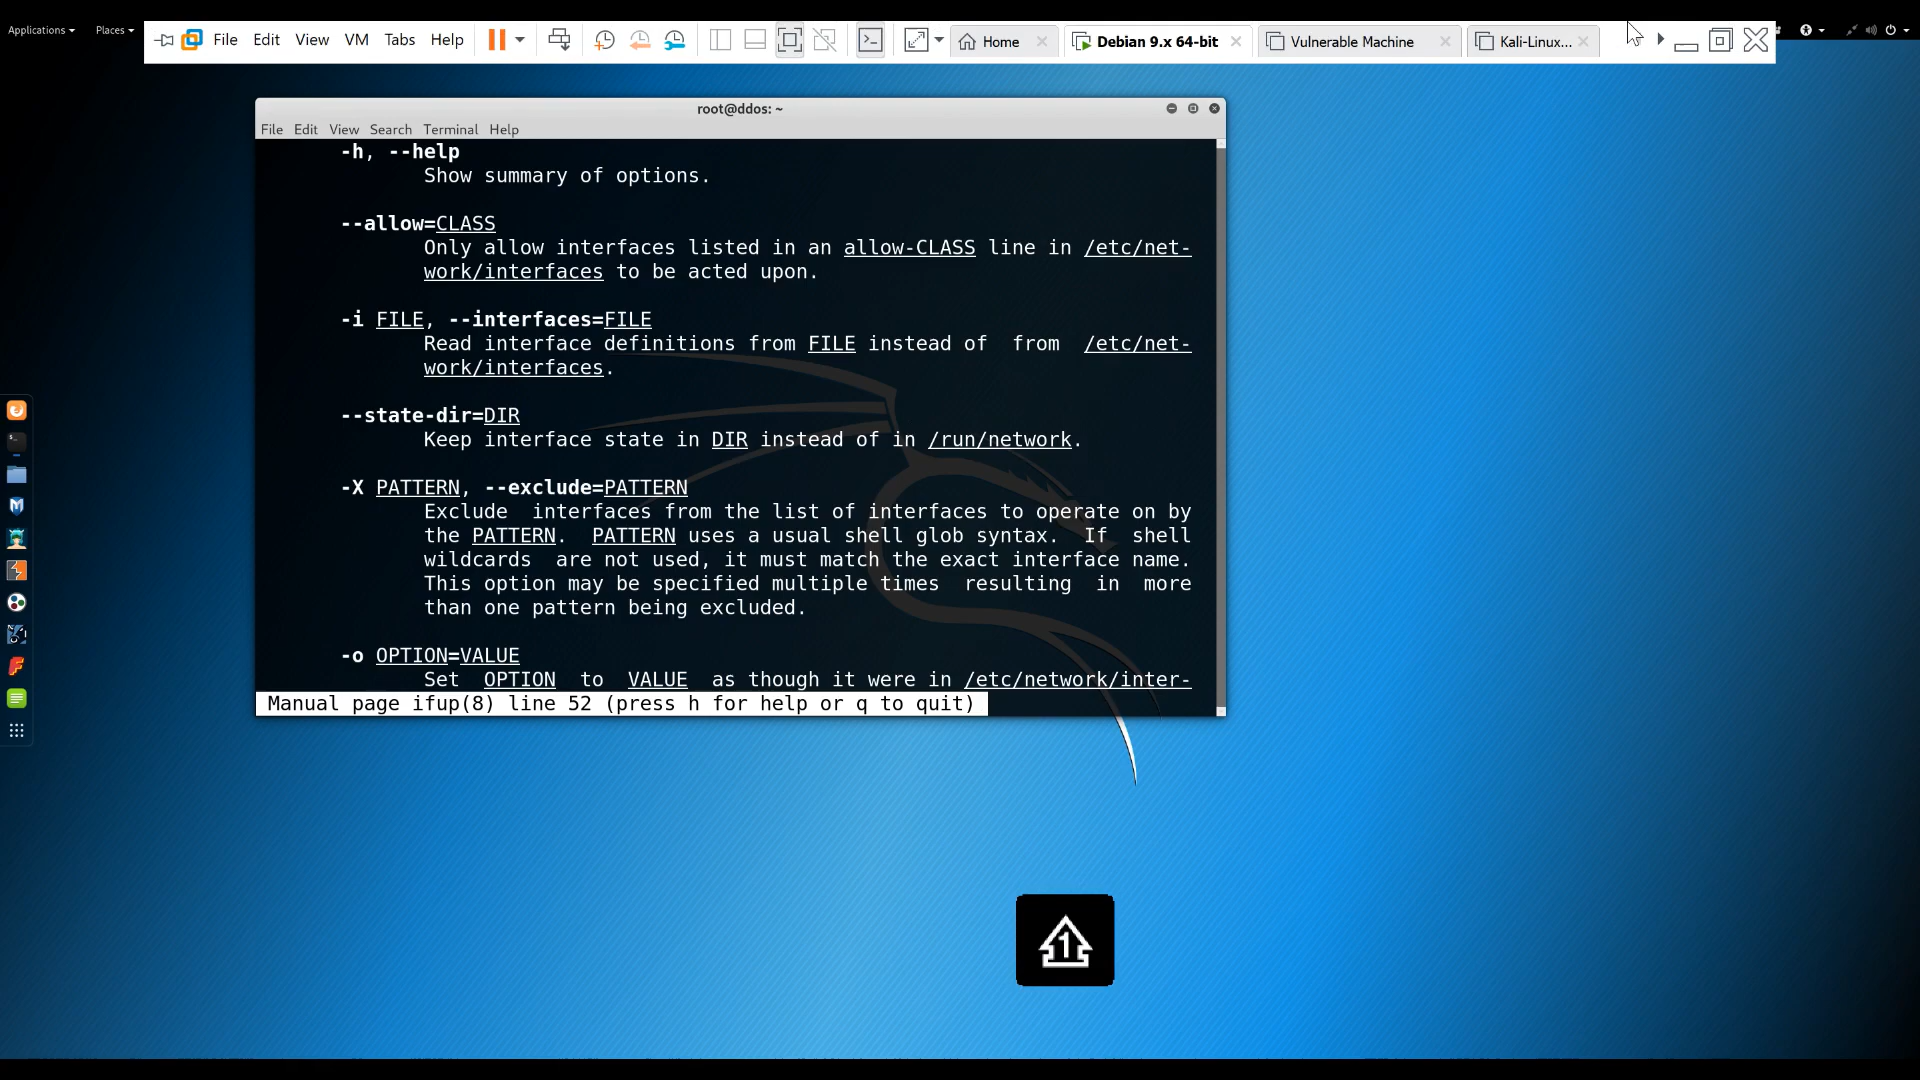 Applications
Places
File Edit View VM Tabs Help
Home
Debian 9.x 64-bit
Vulnerable Machine
Kali-Linux...
root@ddos: ~
File Edit View Search Terminal Help
-h, --help
Show summary of options.
--allow=CLASS
Only allow interfaces listed in an allow-CLASS line in /etc/net-
work/interfaces to be acted upon.
-i FILE, --interfaces=FILE
Read interface definitions from FILE instead of from /etc/net-
work/interfaces.
--state-dir=DIR
Keep interface state in DIR instead of in /run/network.
-X PATTERN, --exclude=PATTERN
Exclude interfaces from the list of interfaces to operate on by
the PATTERN. PATTERN uses a usual shell glob syntax. If shell
wildcards are not used, it must match the exact interface name.
This option may be specified multiple times resulting in more
than one pattern being excluded.
-o OPTION=VALUE
Set OPTION to VALUE as though it were in /etc/network/inter-
Manual page ifup(8) line 52 (press h for help or q to quit)
1